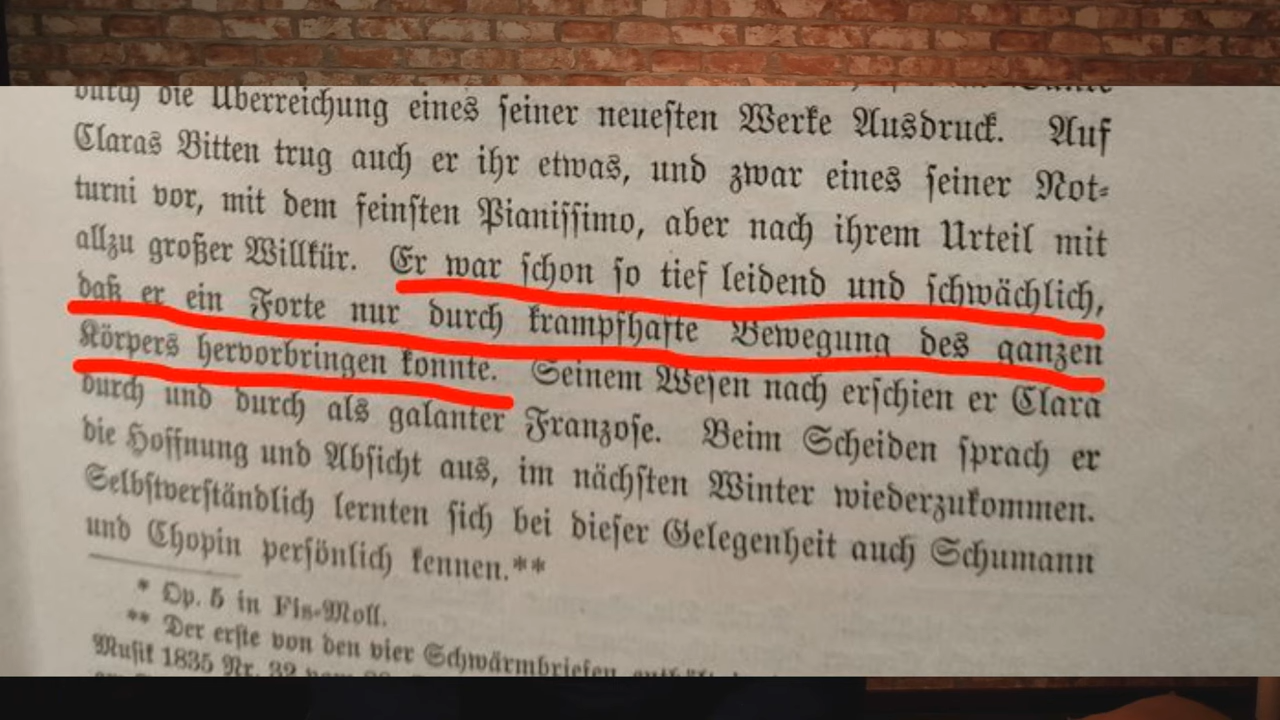 durch die Überreichung eines seiner neuesten Werke Ausdruck. Auf
Claras Bitten trug auch er ihr etwas, und zwar eines seiner Not-
turni vor, mit dem feinsten Pianissimo, aber nach ihrem Urteil mit
allzu großer Willkür. Er war schon so tief leidend und schwächlich,
daß er ein Forte nur durch krampfhafte Bewegung des ganzen
Körpers hervorbringen konnte. Seinem Wesen nach erschien er Clara
durch und durch als galanter Franzose. Beim Scheiden sprach er
die Hoffnung und Absicht aus, im nächsten Winter wiederzukommen.
Selbstverständlich lernten sich bei dieser Gelegenheit auch Schumann
und Chopin persönlich kennen.**
* Op. 5 in Fis-Moll.
** Der erste von den vier Schwärmbriefen
Musik 1835 Nr. 32 vom